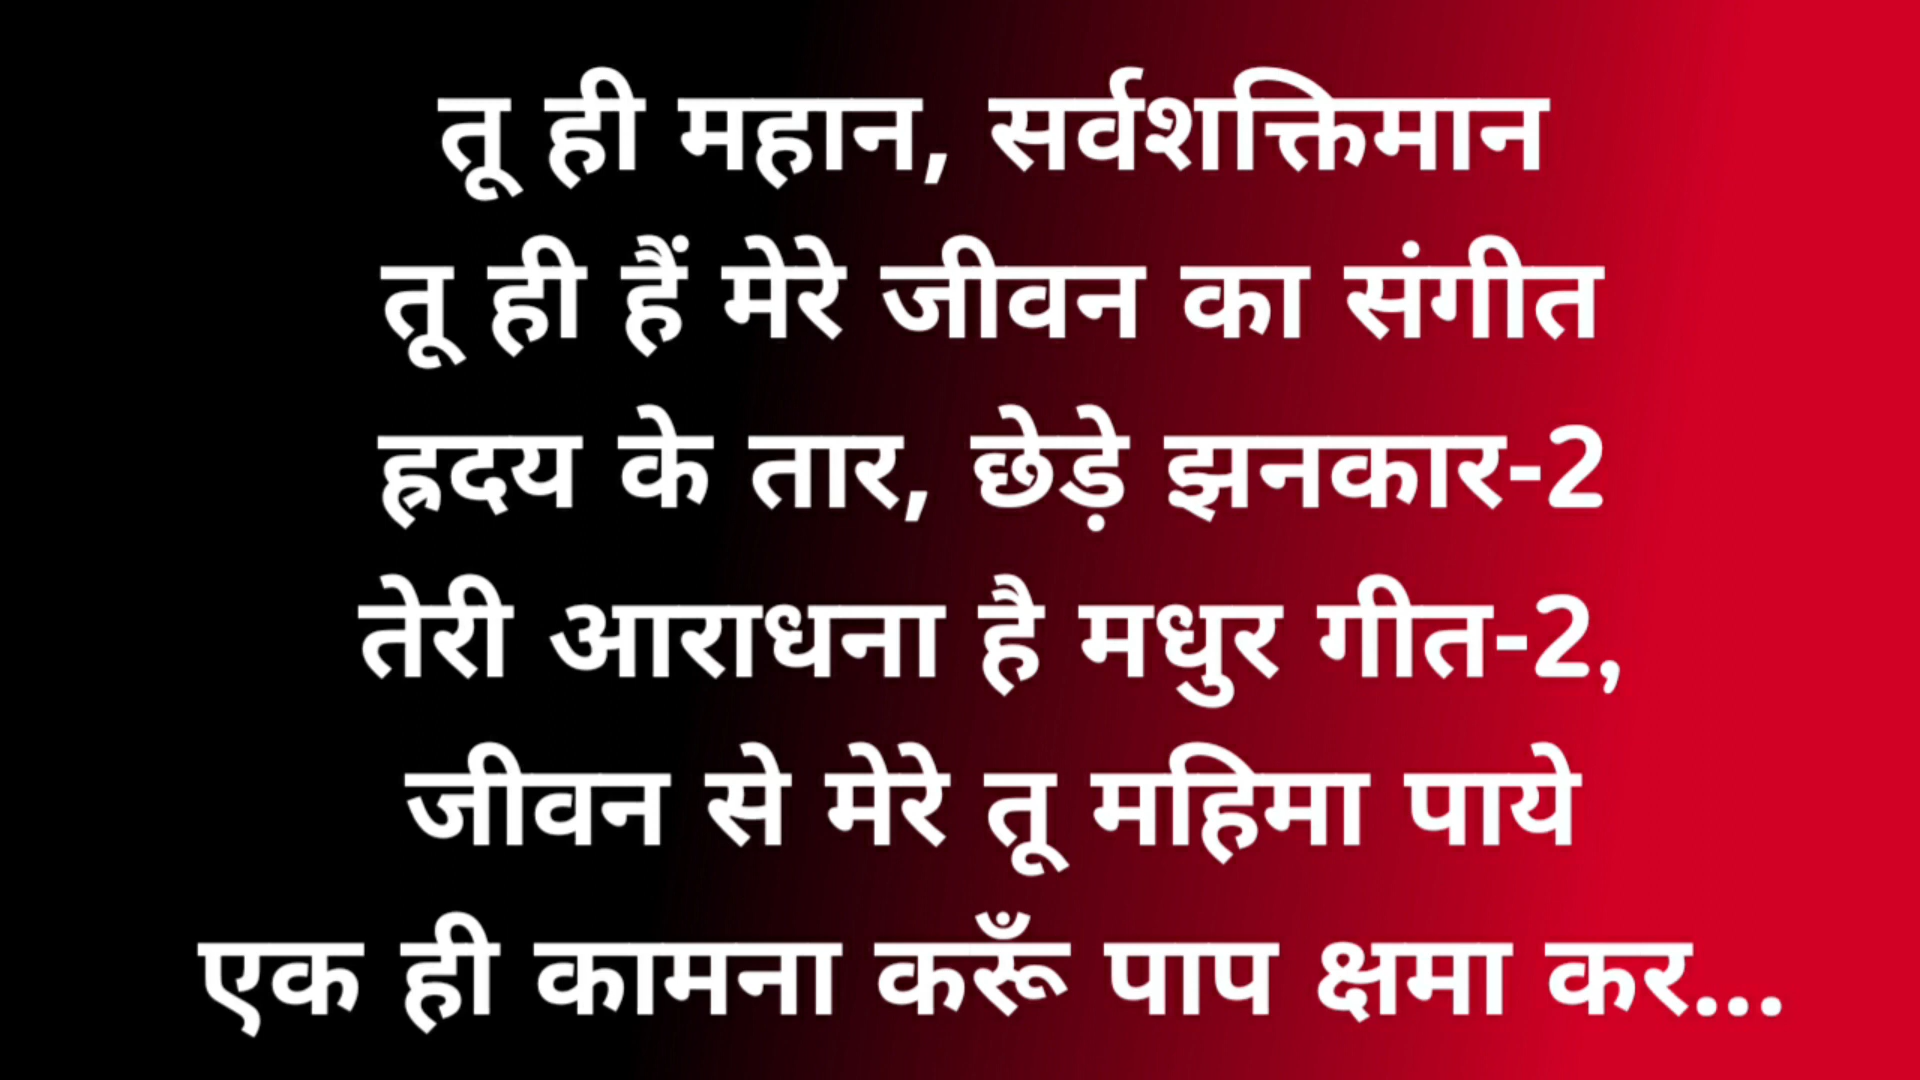 तू ही महान, सर्वशक्तिमान
तू ही हैं मेरे जीवन का संगीत
ह्रदय के तार, छेड़े झनकार-2
तेरी आराधना है मधुर गीत-2,
जीवन से मेरे तू महिमा पाये
एक ही कामना करूँ पाप क्षमा कर...